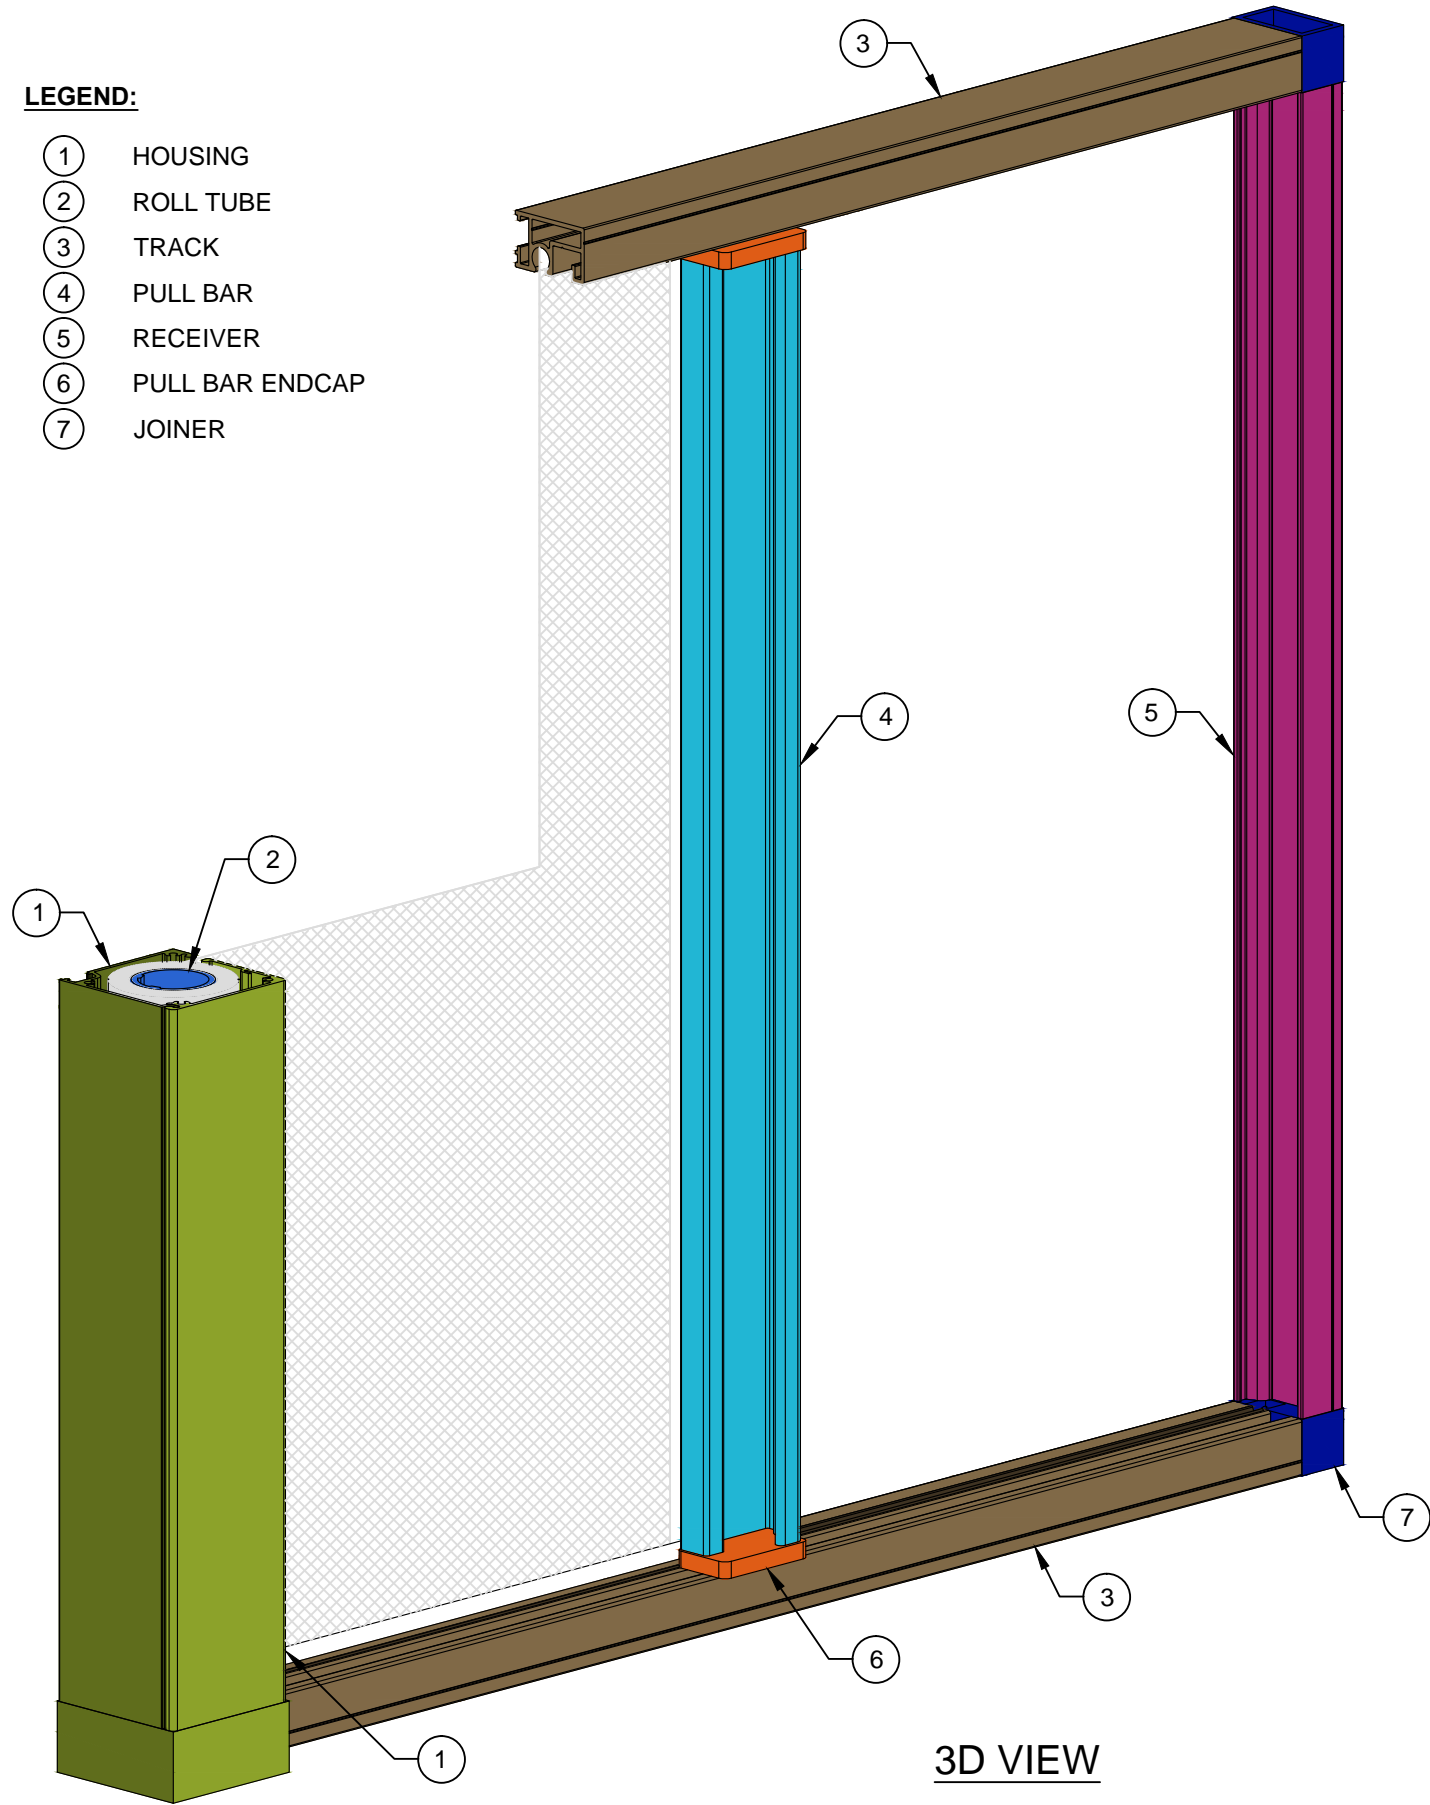 3
LEGEND:
1 HOUSING
2 ROLL TUBE
3 TRACK
4 PULL BAR
5 RECEIVER
6 PULL BAR ENDCAP
7 JOINER
4
5
2
1
7
3
6
1
3D VIEW